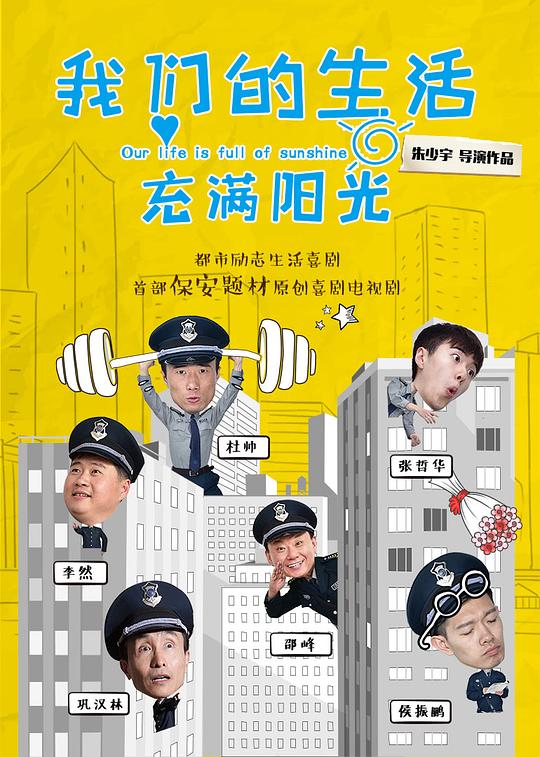 我们的生活
Our life is full of sunshine
朱少宇 导演作品
充满阳光
都市励志生活喜剧
首部保安题材原创喜剧电视剧
杜帅
张哲华
李然
邵峰
巩汉林
侯振鹏